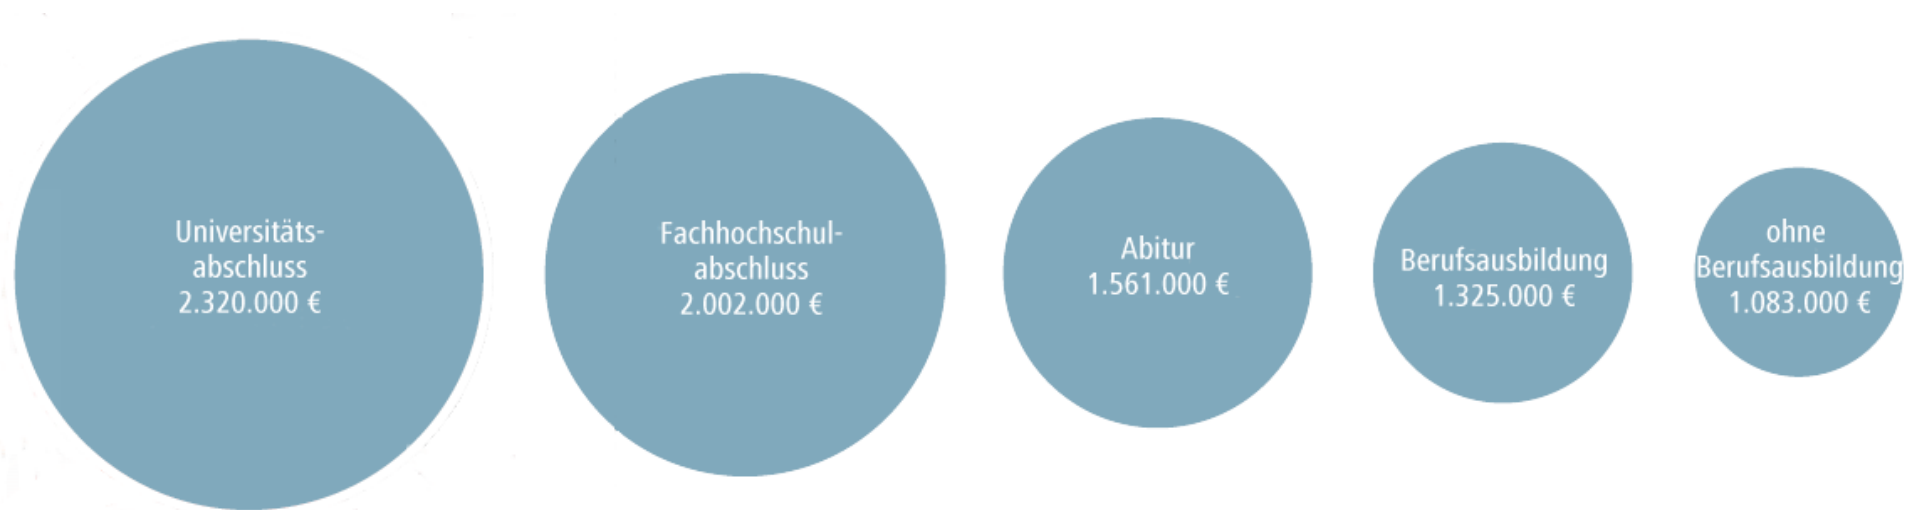 Universitäts-
abschluss
2.320.000 €
Fachhochschul-
abschluss
2.002.000 €
Abitur
1.561.000 €
Berufsausbildung
1.325.000 €
ohne
Berufsausbildung
1.083.000 €